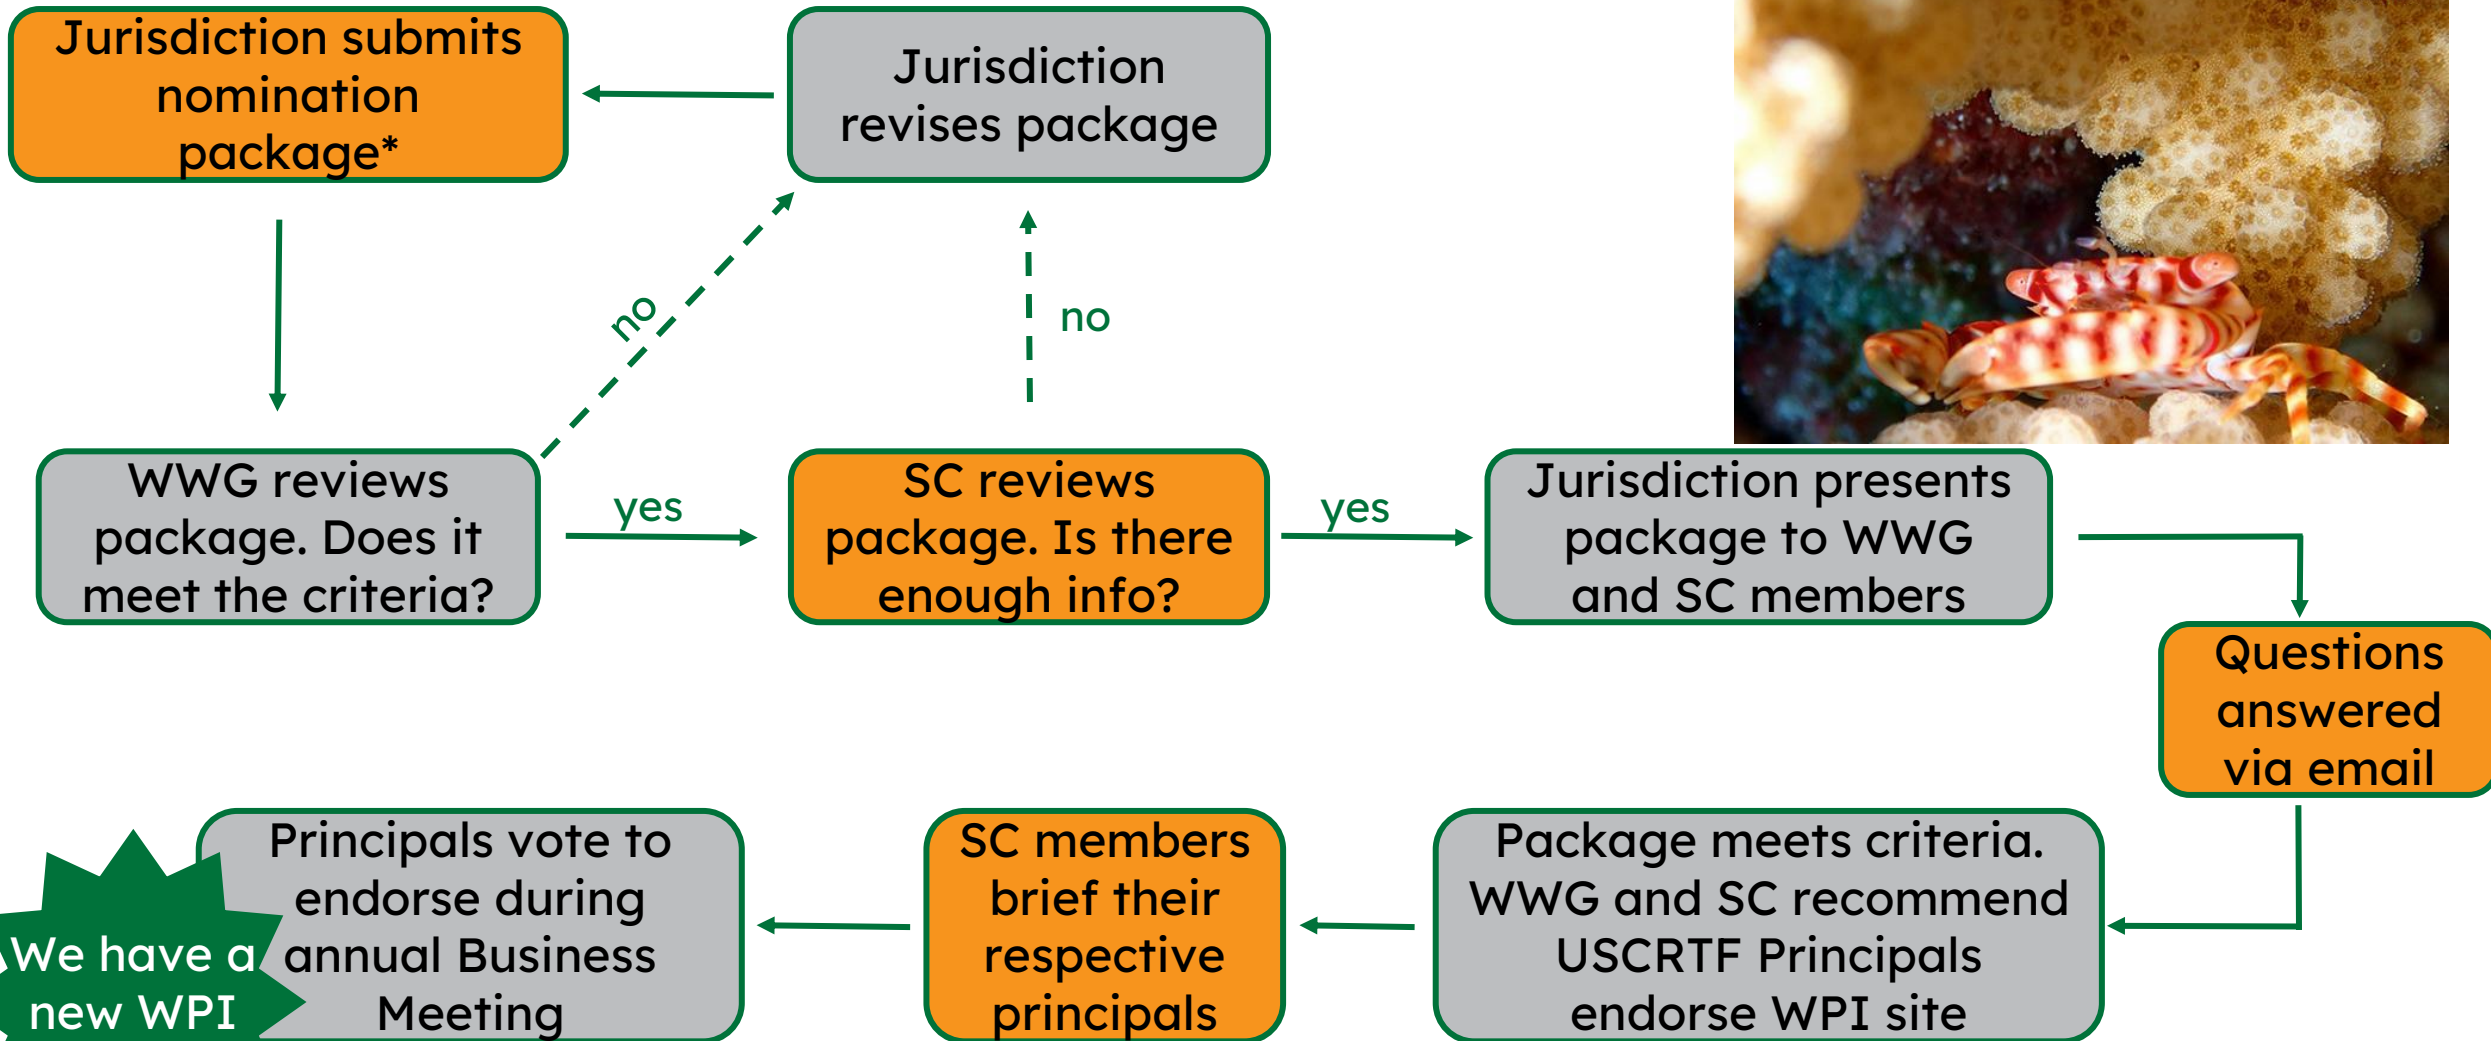 Jurisdiction submits
nomination
package*
Jurisdiction
revises package
no
no
WWG reviews
package. Does it
meet the criteria?
yes
SC reviews
package. Is there
enough info?
yes
Jurisdiction presents
package to WWG
and SC members
Questions
answered
via email
Package meets criteria.
WWG and SC recommend
USCRTF Principals
endorse WPI site
SC members
brief their
respective
principals
Principals vote to
endorse during
annual Business
Meeting
We have a
new WPI